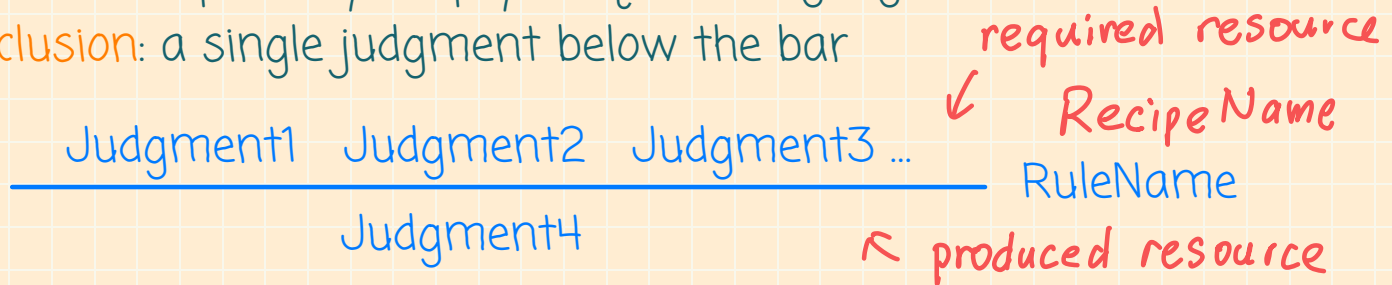 clusion: a single judgment below the bar
required resource
RecipeName
Judgment1 Judgment2 Judgment3 ...
RuleName
Judgment4
produced resource